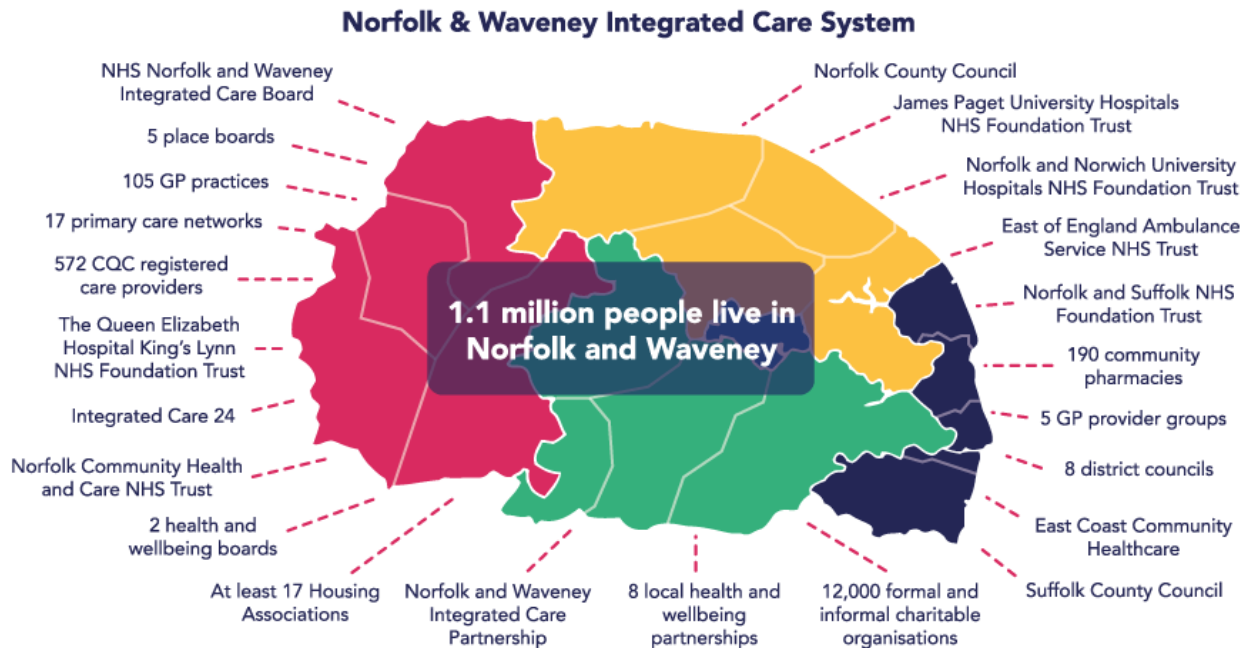 Norfolk & Waveney Integrated Care System
NHS Norfolk and Waveney
Integrated Care Board
5 place boards
105 GP practices
17 primary care networks
572 CQC registered
care providers
The Queen Elizabeth
Hospital King's Lynn
NHS Foundation Trust
Integrated Care 24
Norfolk Community Health
and Care NHS Trust
2 health and
wellbeing boards
At least 17 Housing
Associations
Norfolk and Waveney
Integrated Care
Partnership
8 local health and
wellbeing
partnerships
12,000 formal and
informal charitable
organisations
Norfolk County Council
James Paget University Hospitals
NHS Foundation Trust
Norfolk and Norwich University
Hospitals NHS Foundation Trust
East of England Ambulance
Service NHS Trust
Norfolk and Suffolk NHS
Foundation Trust
190 community
pharmacies
5 GP provider groups
8 district councils
East Coast Community
Healthcare
Suffolk County Council
1.1 million people live in
Norfolk and Waveney